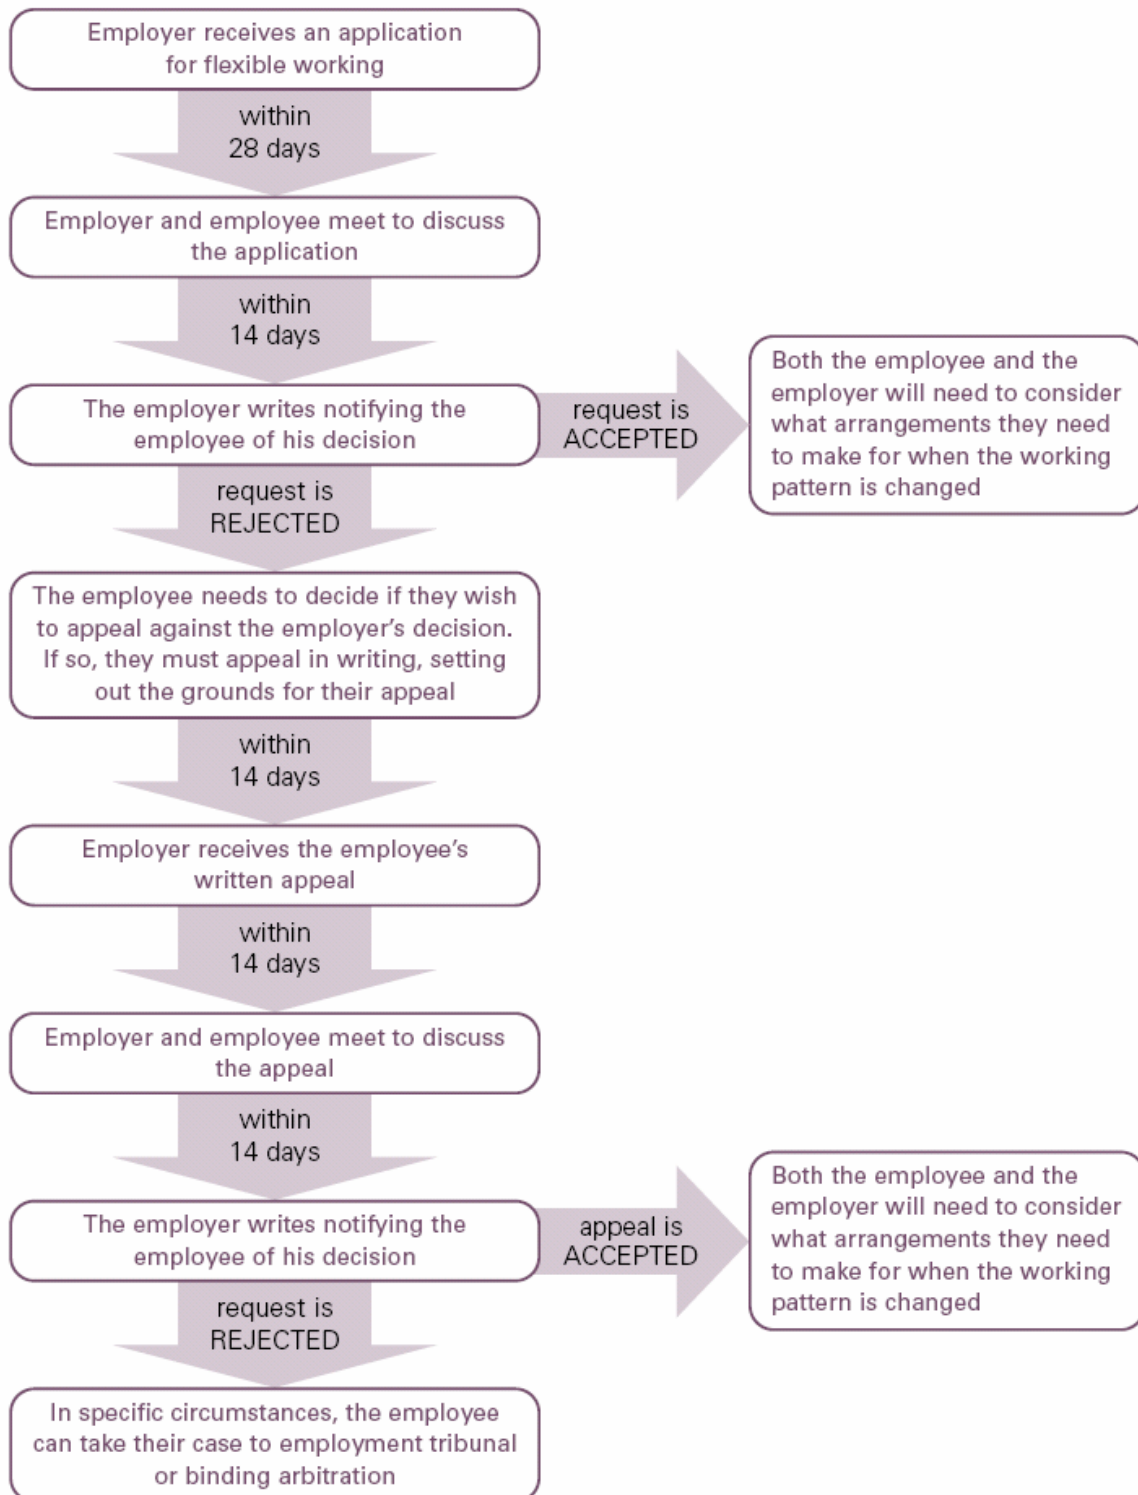 Employer receives an application
for flexible working
within
28 days
Employer and employee meet to discuss
the application
within
14 days
The employer writes notifying the
employee of his decision
request is
ACCEPTED
Both the employee and the
employer will need to consider
what arrangements they need
to make for when the working
pattern is changed
request is
REJECTED
The employee needs to decide if they wish
to appeal against the employer’s decision.
If so, they must appeal in writing, setting
out the grounds for their appeal
within
14 days
Employer receives the employee’s
written appeal
within
14 days
Employer and employee meet to discuss
the appeal
within
14 days
The employer writes notifying the
employee of his decision
appeal is
ACCEPTED
Both the employee and the
employer will need to consider
what arrangements they need
to make for when the working
pattern is changed
request is
REJECTED
In specific circumstances, the employee
can take their case to employment tribunal
or binding arbitration